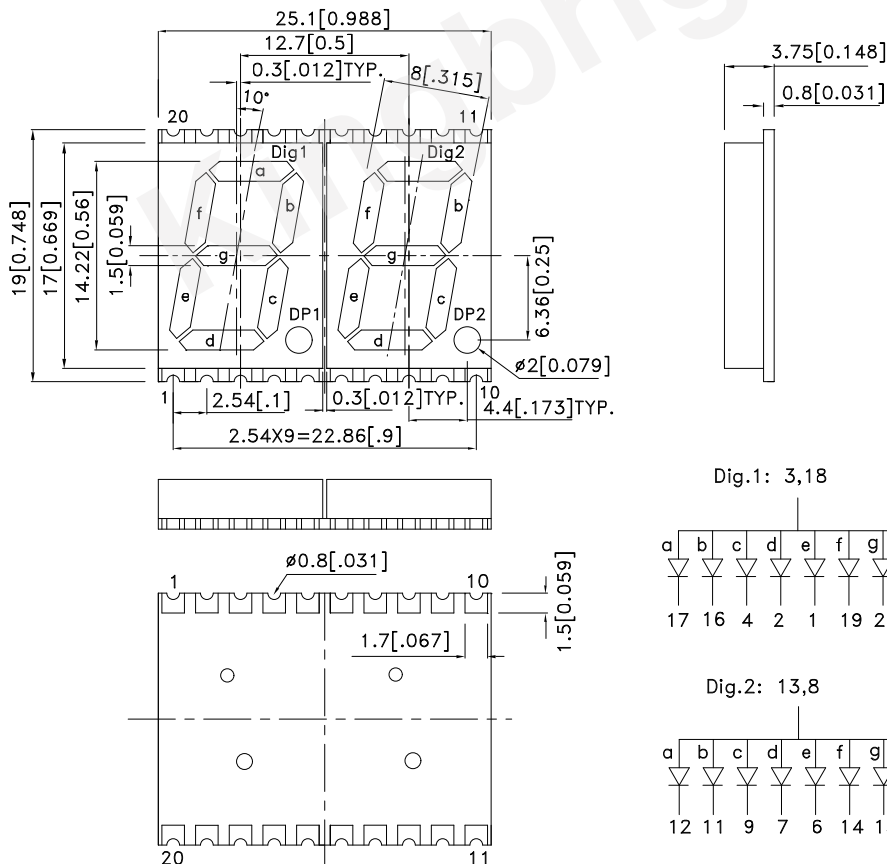 Kingbright
25.1[0.988]
12.7[0.5]
0.3[.012]TYP.
8[.315]
10°
20
11
Dig1
Dig2
a
b
c
d
e
f
g
DP1
a
b
c
d
e
f
g
DP2
19[0.748]
17[0.669]
14.22[0.56]
1.5[0.059]
6.36[0.25]
ø2[0.079]
1
10
2.54[.1]
0.3[.012]TYP.
4.4[.173]TYP.
2.54X9=22.86[.9]
3.75[0.148]
0.8[0.031]
ø0.8[.031]
1
10
1.5[0.059]
1.7[.067]
20
11
Dig.1: 3,18
a b c d e f g
17 16 4 2 1 19
Dig.2: 13,8
a b c d e f g
12 11 9 7 6 14